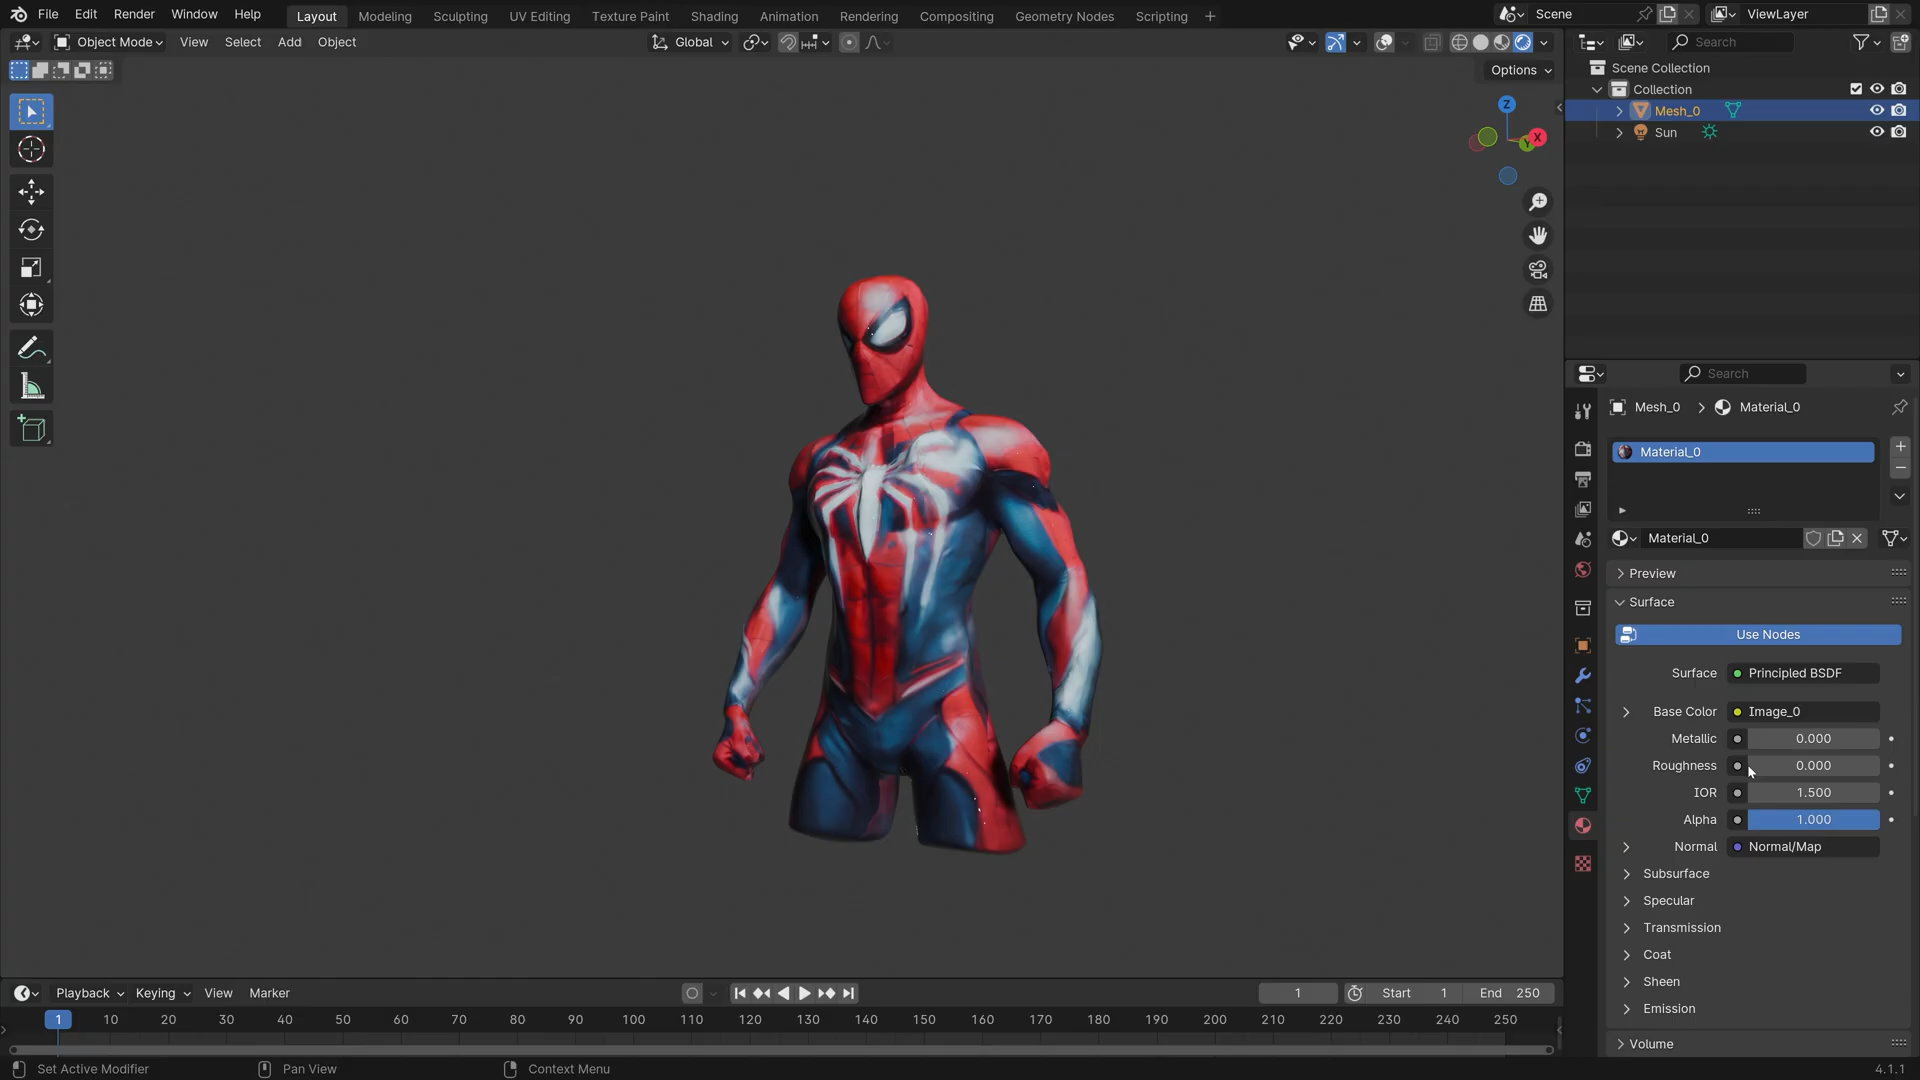 File Edit Render Window Help Layout Modeling Sculpting UV Editing Texture Paint Shading Animation Rendering Compositing Geometry Nodes Scripting + Scene ViewLayer
Object Mode View Select Add Object Global Search
Options
Scene Collection
Collection
Mesh_0
Sun
Z
X
Y
Search
Mesh_0 > Material_0
Material_0
Material_0
Preview
Surface
Use Nodes
Surface Principled BSDF
Base Color Image_0
Metallic 0.000
Roughness 0.000
IOR 1.500
Alpha 1.000
Normal Normal/Map
Subsurface
Specular
Transmission
Coat
Sheen
Emission
Volume
Playback Keying View Marker 1 Start 1 End 250
1 10 20 30 40 50 60 70 80 90 100 110 120 130 140 150 160 170 180 190 200 210 220 230 240 250
Set Active Modifier Pan View Context Menu 4.1.1